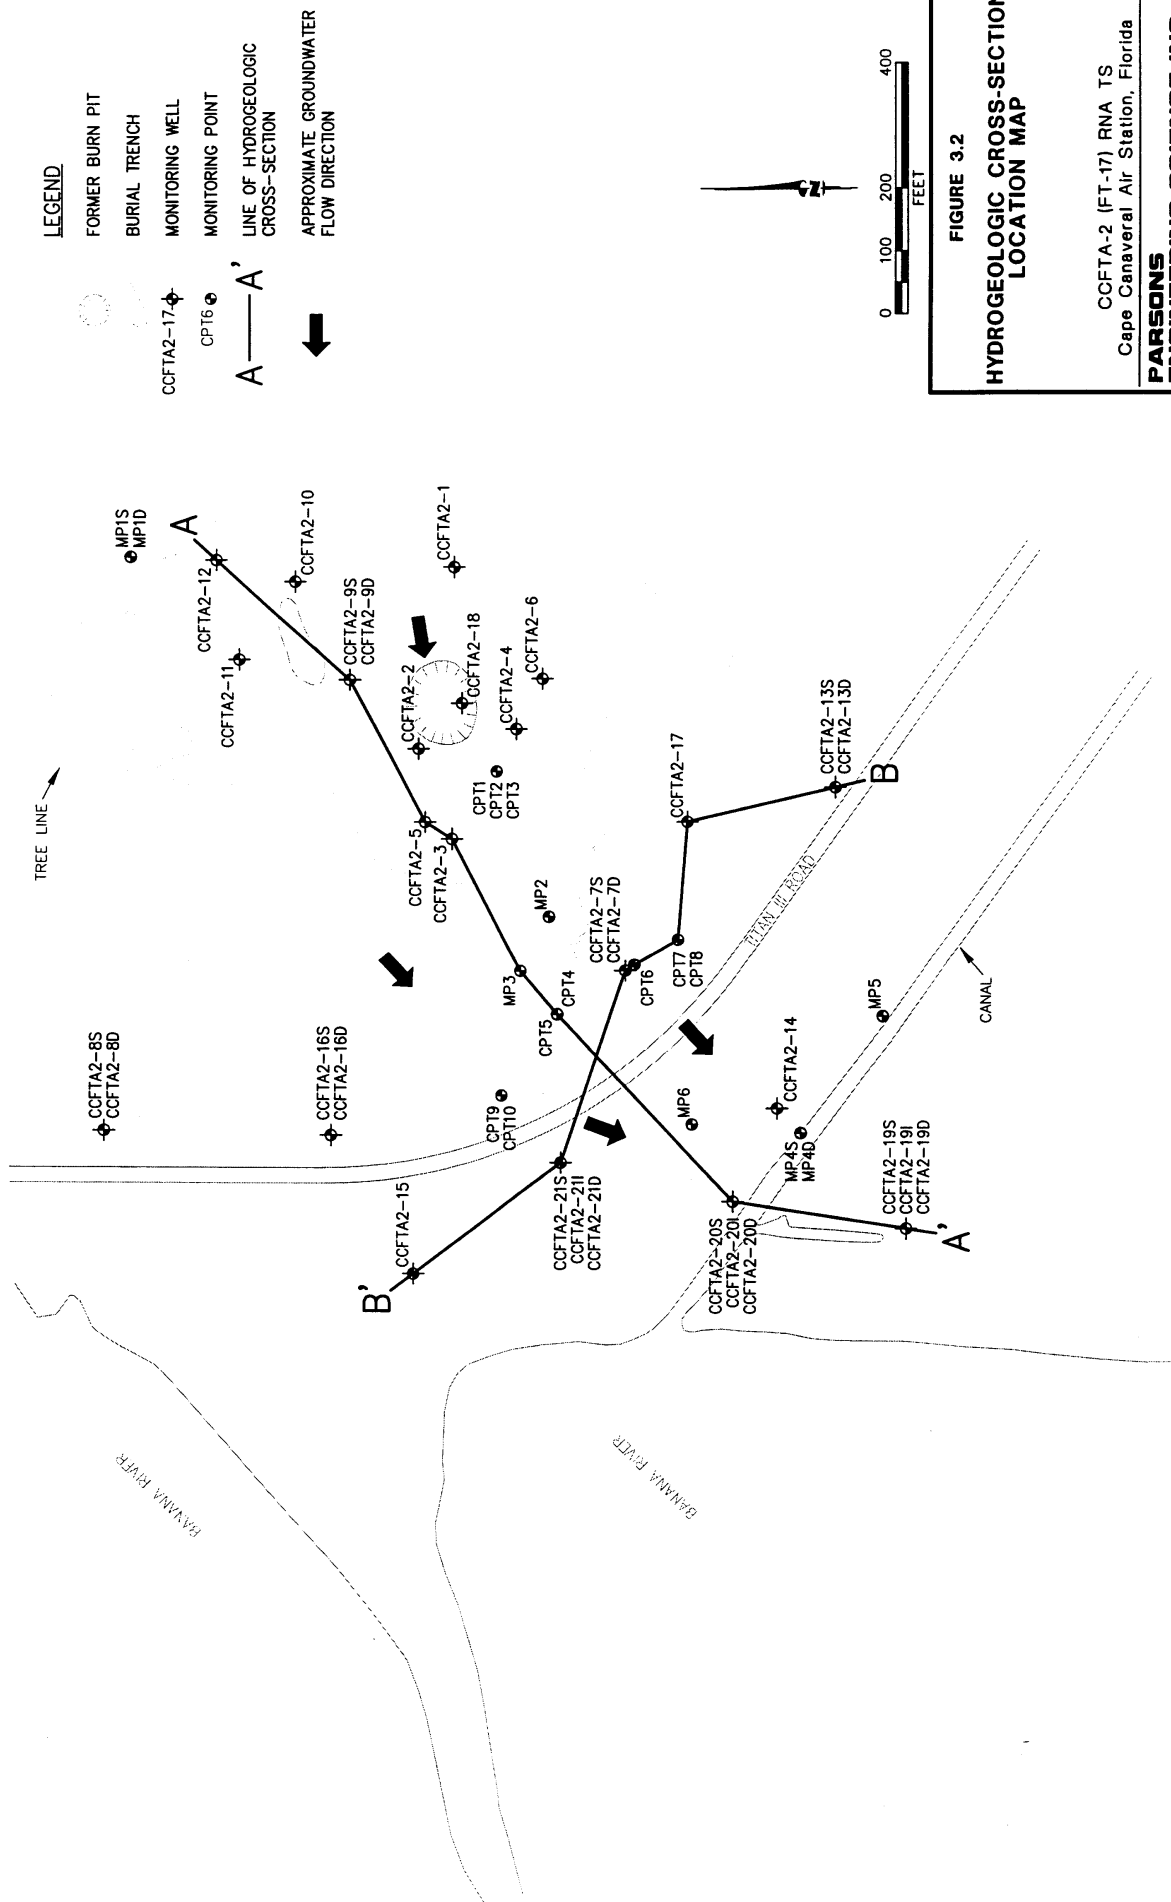 LEGEND
FORMER BURN PIT
BURIAL TRENCH
CCFTA2-17
MONITORING WELL
CPT6
MONITORING POINT
A
A'
LINE OF HYDROGEOLOGIC
CROSS-SECTION
APPROXIMATE GROUNDWATER
FLOW DIRECTION
TREE LINE
MP1S
MP1D
A
CCFTA2-12
CCFTA2-11
CCFTA2-10
CCFTA2-9S
CCFTA2-9D
CCFTA2-1
CCFTA2-2
CCFTA2-18
CCFTA2-4
CCFTA2-6
CCFTA2-5
CCFTA2-3
CPT1
CPT2
CPT3
MP2
MP3
CPT4
CPT5
CCFTA2-7S
CCFTA2-7D
CPT6
CPT7
CPT8
CCFTA2-17
CCFTA2-13S
CCFTA2-13D
B
TITAN III ROAD
CCFTA2-8S
CCFTA2-8D
CCFTA2-16S
CCFTA2-16D
CPT9
CPT10
CCFTA2-15
B'
CCFTA2-21S
CCFTA2-21I
CCFTA2-21D
MP6
CCFTA2-14
MP5
CANAL
MP4S
MP4D
CCFTA2-20S
CCFTA2-20I
CCFTA2-20D
CCFTA2-19S
CCFTA2-19I
CCFTA2-19D
A'
BANANA RIVER
BANANA RIVER
N
0 100 200 400
FEET
FIGURE 3.2
HYDROGEOLOGIC CROSS-SECTION
LOCATION MAP
CCFTA-2 (FT-17) RNA TS
Cape Canaveral Air Station, Florida
PARSONS